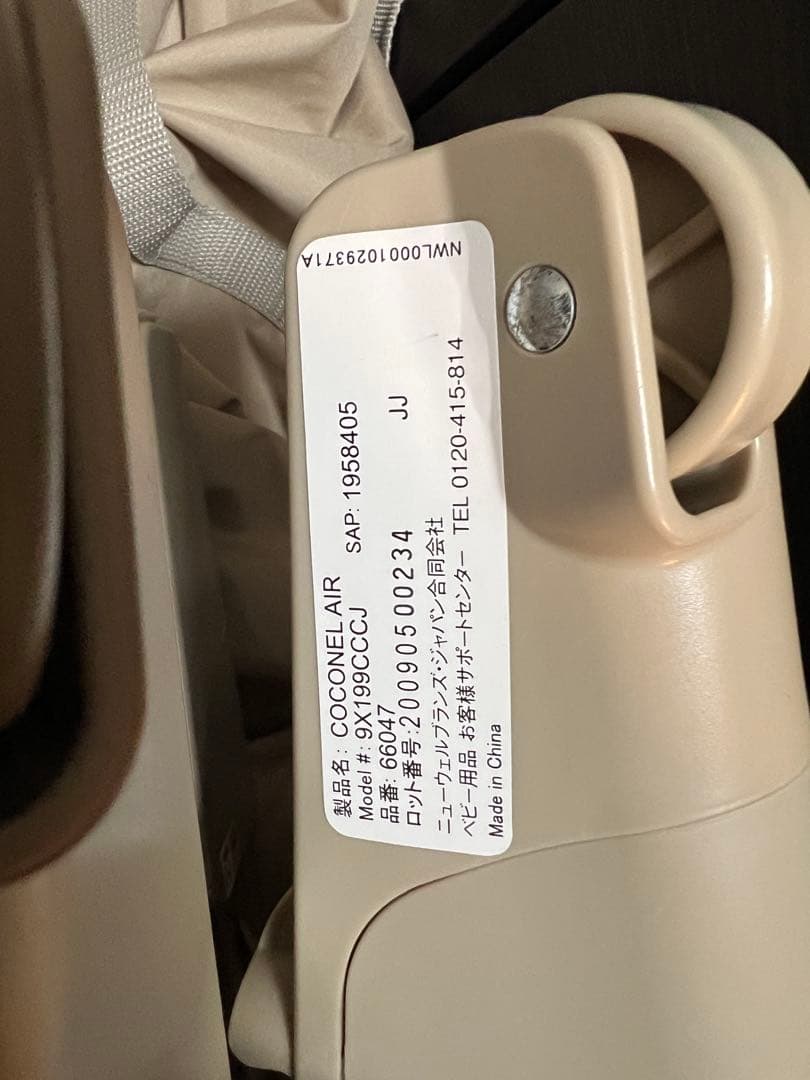 製品名: COCONEL AIR
Model #: 9X199CCCJ SAP: 1958405
品番: 66047 JJ
ロット番号:20090500234
ニューウェルブランズ・ジャパン合同会社
ベビー用品 お客様サポートセンター TEL 0120-415-814
Made in China
NWL0001029371A